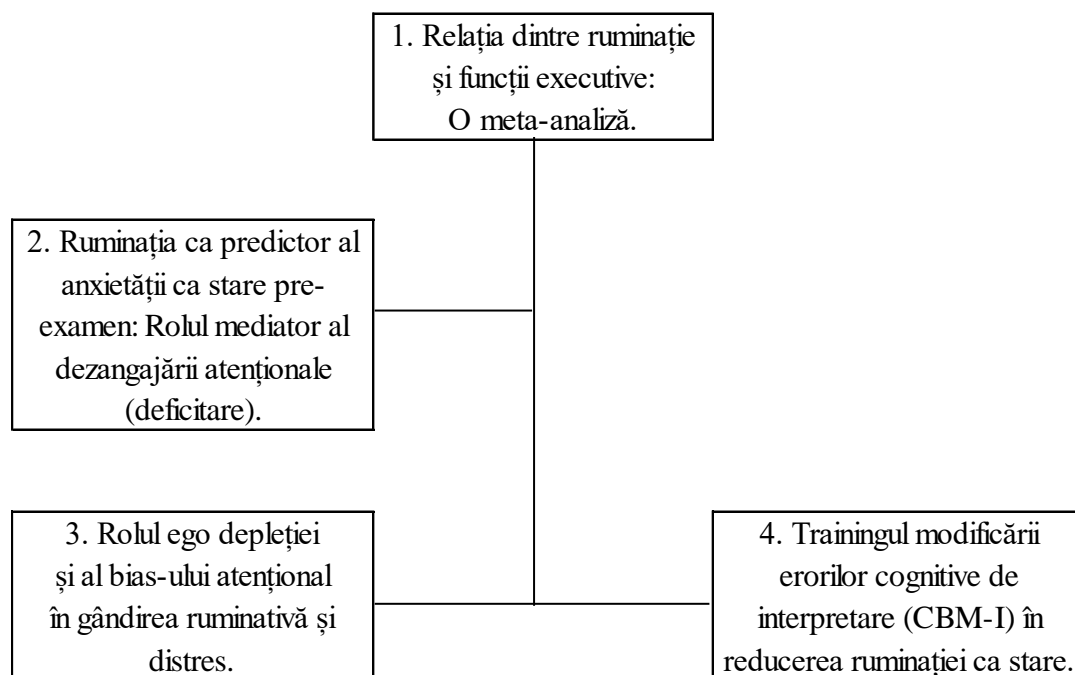 1. Relația dintre ruminație
și funcții executive:
O meta-analiză.
2. Ruminația ca predictor al
anxietății ca stare pre-
examen: Rolul mediator al
dezangajării atenționale
(deficitare).
3. Rolul ego depleției
și al bias-ului atențional
în gândirea ruminativă și
distres.
4. Trainingul modificării
erorilor cognitive de
interpretare (CBM-I) în
reducerea ruminației ca stare.